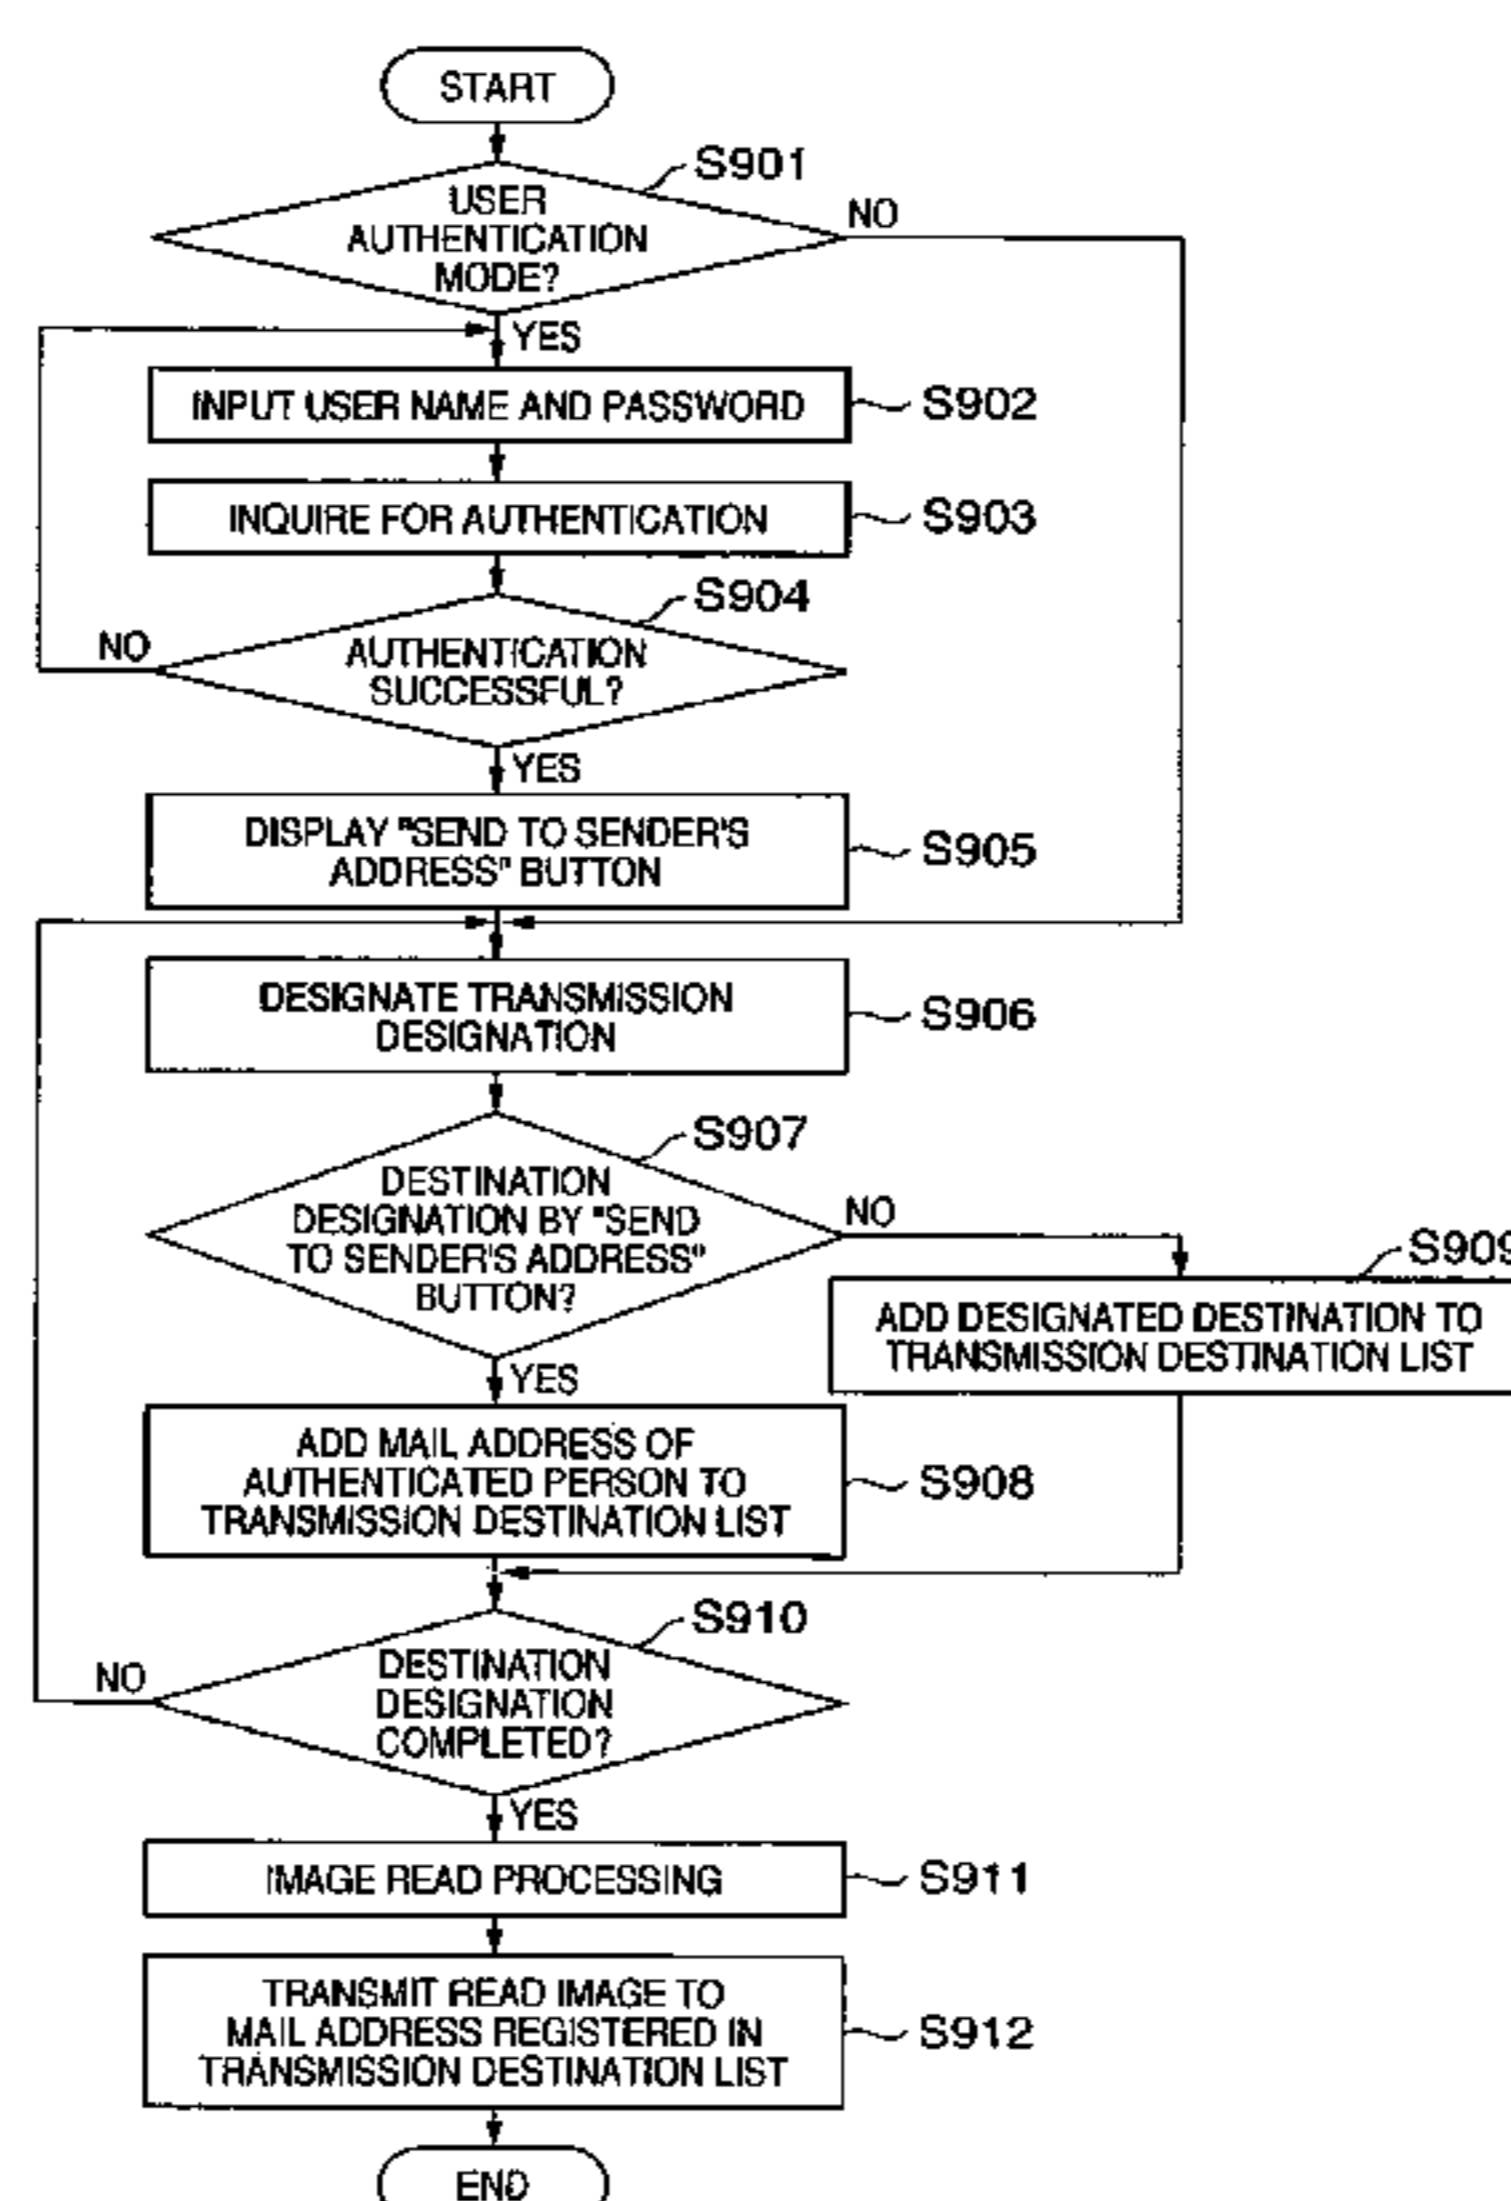 START
S901
USER
AUTHENTICATION
MODE?
NO
YES
INPUT USER NAME AND PASSWORD
S902
INQUIRE FOR AUTHENTICATION
S903
S904
AUTHENTICATION
SUCCESSFUL?
NO
YES
DISPLAY "SEND TO SENDER'S
ADDRESS" BUTTON
S905
DESIGNATE TRANSMISSION
DESIGNATION
S906
S907
DESTINATION
DESIGNATION BY "SEND
TO SENDER'S ADDRESS"
BUTTON?
NO
YES
S909
ADD DESIGNATED DESTINATION TO
TRANSMISSION DESTINATION LIST
ADD MAIL ADDRESS OF
AUTHENTICATED PERSON TO
TRANSMISSION DESTINATION LIST
S908
S910
DESTINATION
DESIGNATION
COMPLETED?
NO
YES
IMAGE READ PROCESSING
S911
TRANSMIT READ IMAGE TO
MAIL ADDRESS REGISTERED IN
TRANSMISSION DESTINATION LIST
S912
END